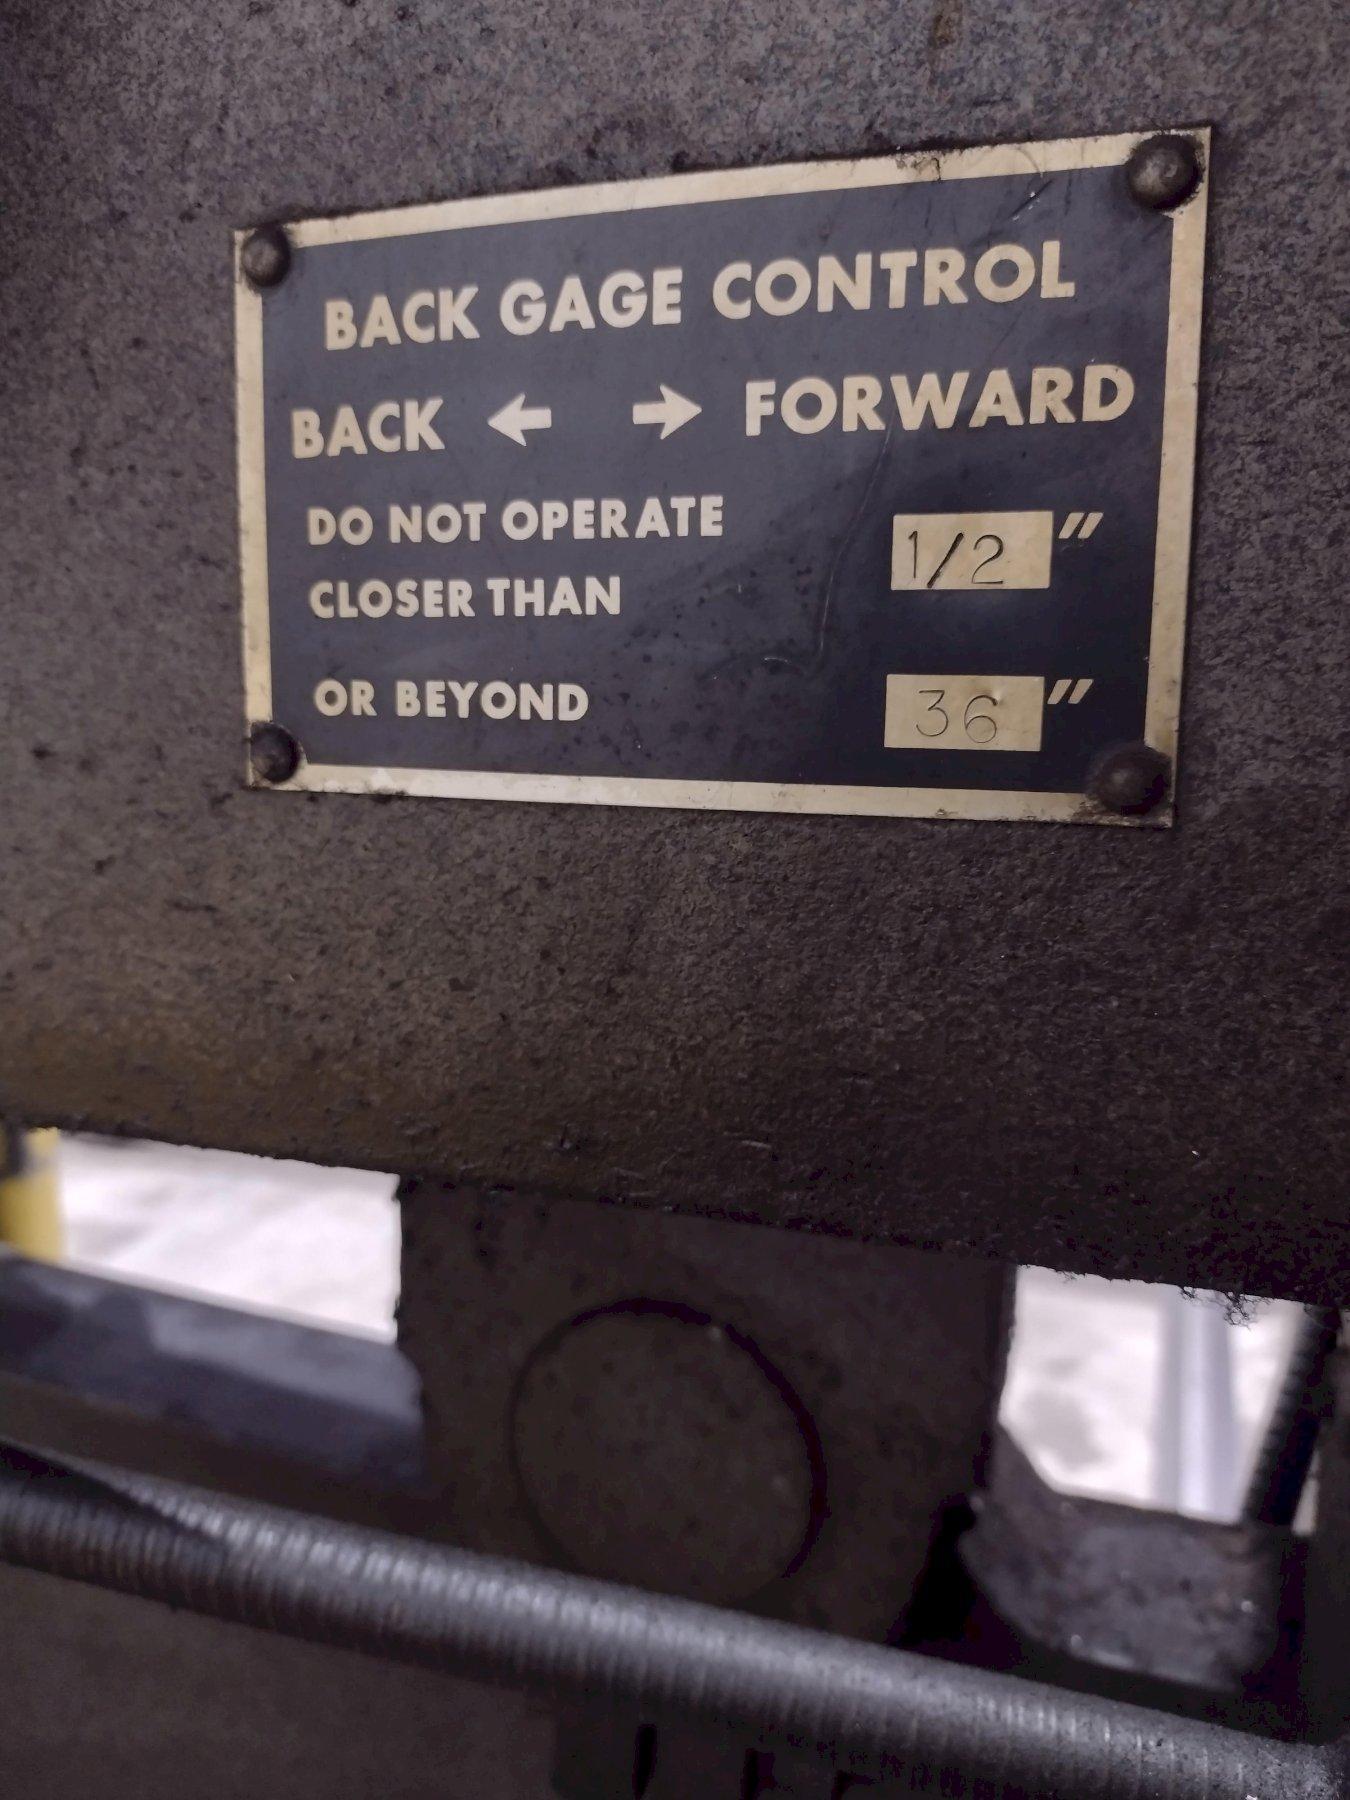 BACK GAGE CONTROL
BACK ← → FORWARD
DO NOT OPERATE
CLOSER THAN 1/2"
OR BEYOND 36"